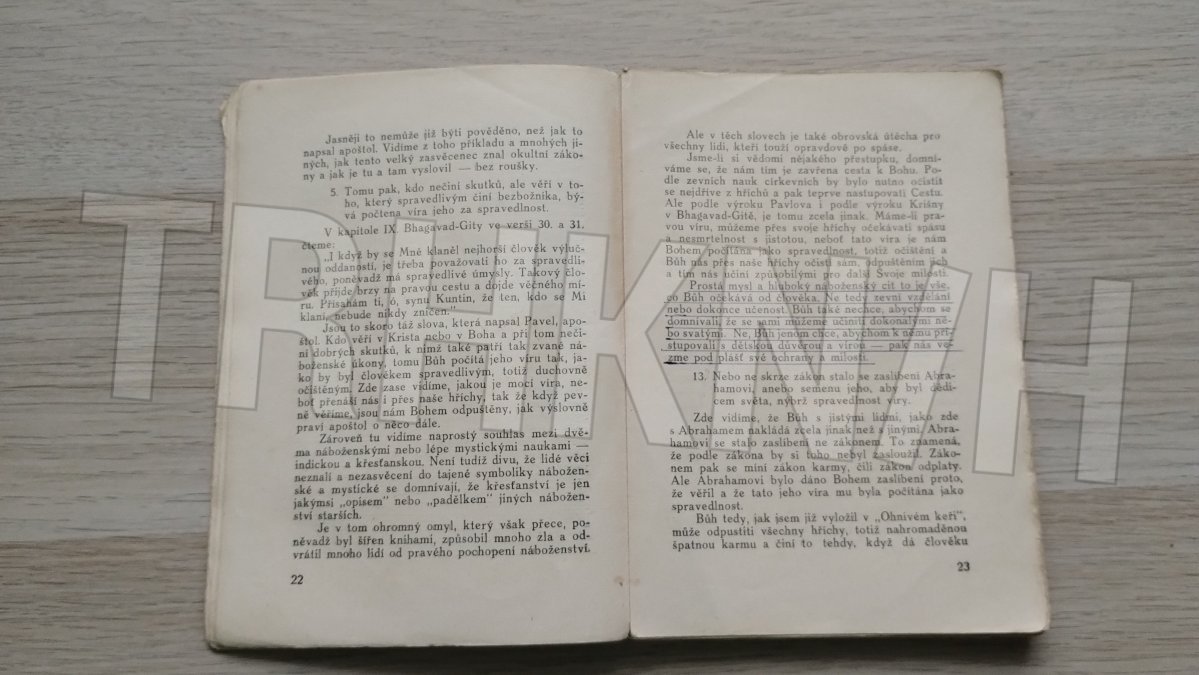 Jasněji to nemůže již býti pověděno, než jak to
napsal apoštol. Vidíme z toho příkladu a mnohých ji-
ných, jak tento velký zasvěcenec znal okultní záko-
ny a jak je tu a tam vyslovil — bez roušky.
5. Tomu pak, kdo nečiní skutků, ale věří v to-
ho, který spravedlivým činí bezbožníka, bý-
vá počtena víra jeho za spravedlnost.
V kapitole IX. Bhagavad-Gity ve verši 30. a 31.
čteme:
„I kdyby se Mně klaněl nejhorší člověk výluč-
nou oddaností, je třeba považovati ho za spravedli-
vého, poněvadž má spravedlivé úmysly. Takový člo-
věk přijde brzy na pravou cestu a dojde věčného mí-
ru. Přísahám ti, ó, synu Kuntin, že ten, kdo se Mi
klaní, nebude nikdy zničen.“
Jsou to skoro táž slova, která napsal Pavel, apo-
štol. Kdo věří v Krista nebo v Boha a při tom nečí-
ní dobrých skutků, k nimž také patří tak zvané ná-
boženské úkony, tomu Bůh počítá jeho víru tak, ja-
ko by byl člověkem spravedlivým, totiž duchovně
očištěným. Zde zase vidíme, jakou je mocí víra, ne-
boť přenáší nás i přes naše hříchy, tak že když pev-
ně věříme, jsou nám Bohem odpuštěny, jak výslovně
praví apoštol o něco dále.
Zároveň tu vidíme naprostý souhlas mezi dvě-
ma náboženskými nebo lépe mystickými naukami —
indickou a křesťanskou. Není tudíž divu, že lidé věci
neznalí a nezasvěcení do tajené symboliky nábožen-
ské a mystické se domnívají, že křesťanství je jen
jakýmsi „opisem“ nebo „padělkem“ jiných nábožen-
ství starších.
Je v tom ohromný omyl, který však přece, po-
něvadž byl šířen knihami, způsobil mnoho zla a od-
vrátil mnoho lidí od pravého pochopení náboženství.
22
Ale v těch slovech je také obrovská útěcha pro
všechny lidi, kteří touží opravdově po spáse.
Jsme-li si vědomi nějakého přestupku, domní-
váme se, že nám tím je zavřena cesta k Bohu. Po-
dle zevních nauk církevních by bylo nutno očistit
se nejdříve z hříchů a pak teprve nastupovati Cestu.
Ale podle výroku Pavlova i podle výroku Krišny
v Bhagavad-Gítě, je tomu zcela jinak. Máme-li pra-
vou víru, můžeme přes svoje hříchy očekávati spásu
a nesmrtelnost s jistotou, neboť tato víra je nám
Bohem počítána jako spravedlnost, totiž očištění a
Bůh nás přes naše hříchy očistí sám, odpuštěním jich
a tím nás učiní způsobilými pro další Svoje milosti.
Prostá mysl a hluboký náboženský cit to je vše,
co Bůh očekává od člověka. Ne tedy zevní vzdělání
nebo dokonce učenost. Bůh také nechce, abychom se
domnívali, že se sami můžeme učiniti dokonalými ne-
bo svatými. Ne, Bůh jenom chce, abychom k němu při-
stupovali s dětskou důvěrou a vírou — pak nás ve-
zme pod plášť své ochrany a milosti.
13. Nebo ne skrze zákon stalo se zaslíbení Abra-
hamovi, anebo semenu jeho, aby byl dědi-
cem světa, nýbrž spravedlnost víry.
Zde vidíme, že Bůh s jistými lidmi, jako zde
s Abrahamem nakládá zcela jinak než s jinými. Abra-
hamovi se stalo zaslíbení ne zákonem. To znamená,
že podle zákona by si toho nebyl zasloužil. Záko-
nem pak se míní zákon karmy, čili zákon odplaty.
Ale Abrahamovi bylo dáno Bohem zaslíbení proto,
že věřil a že tato jeho víra mu byla počítána jako
spravedlnost.
Bůh tedy, jak jsem již vyložil v „Ohnivém keři“,
může odpustiti všechny hříchy, totiž nahromaděnou
špatnou karmu a činí to tehdy, když dá člověku
23